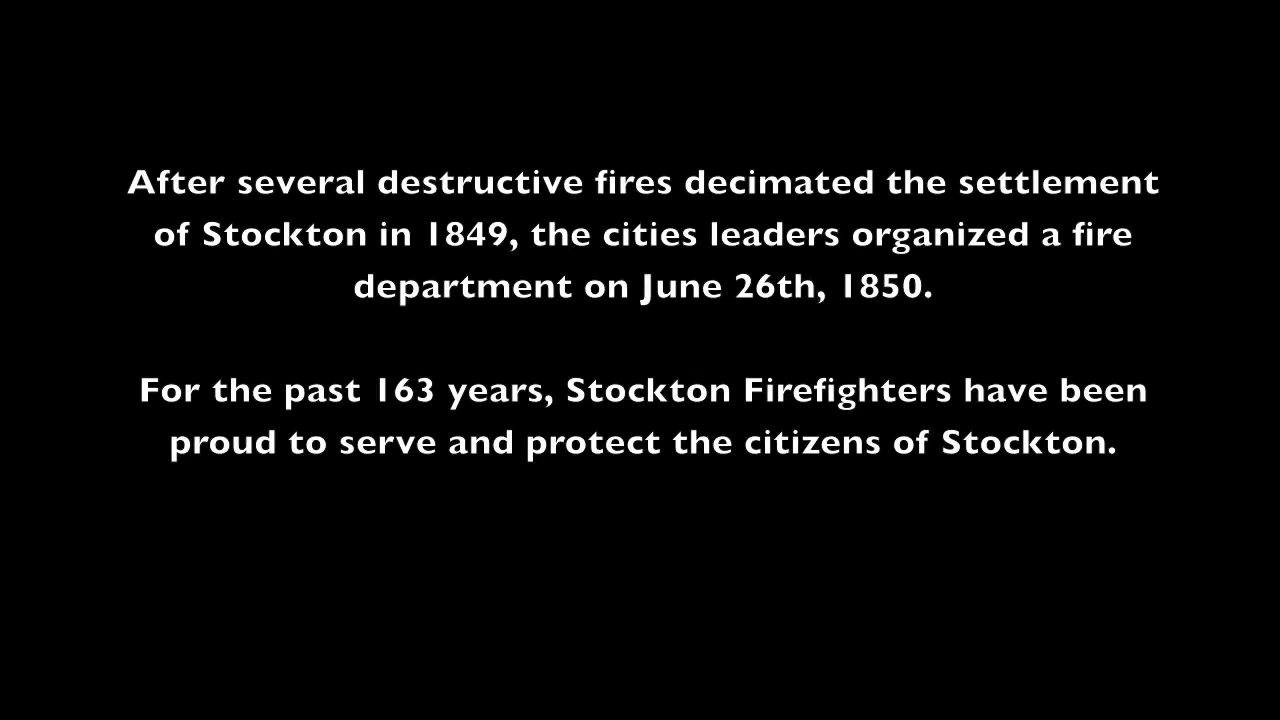 After several destructive fires decimated the settlement
of Stockton in 1849, the cities leaders organized a fire
department on June 26th, 1850.
For the past 163 years, Stockton Firefighters have been
proud to serve and protect the citizens of Stockton.